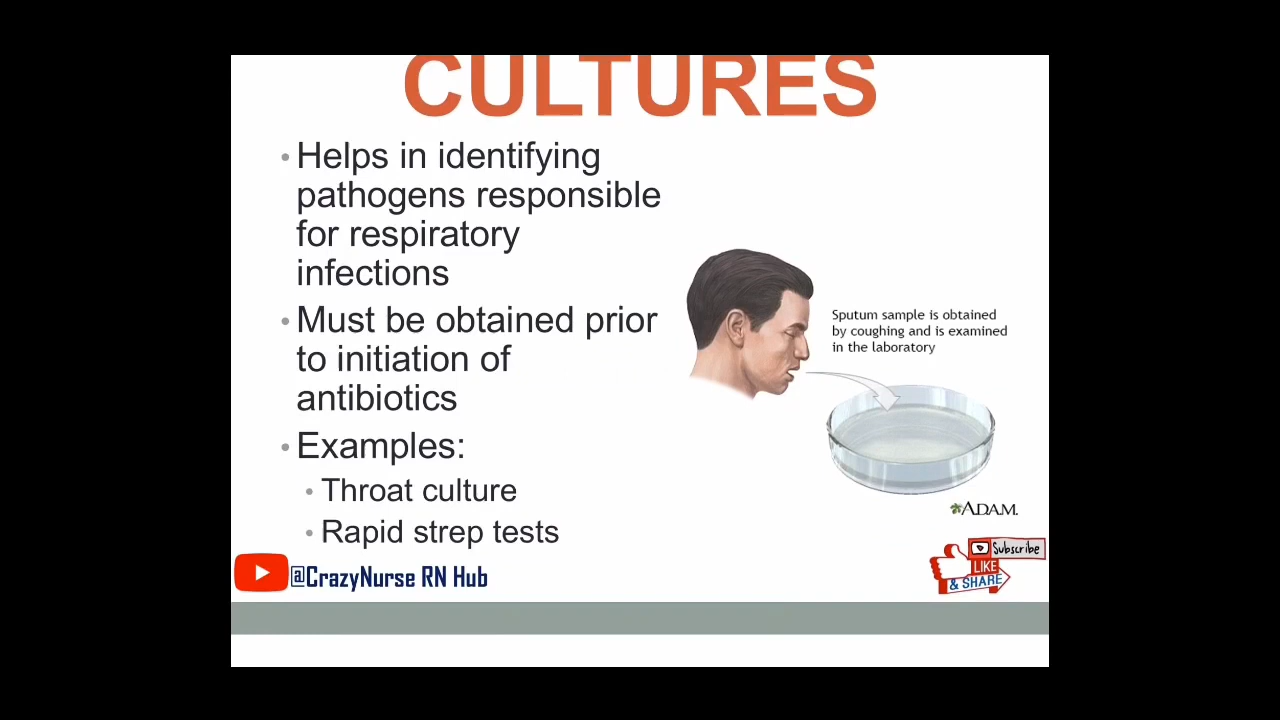 CULTURES
• Helps in identifying
pathogens responsible
for respiratory
infections
• Must be obtained prior
to initiation of
antibiotics
• Examples:
• Throat culture
• Rapid strep tests
Sputum sample is obtained
by coughing and is examined
in the laboratory
ADAM.
@CrazyNurse RN Hub
Subscribe
LIKE
& SHARE